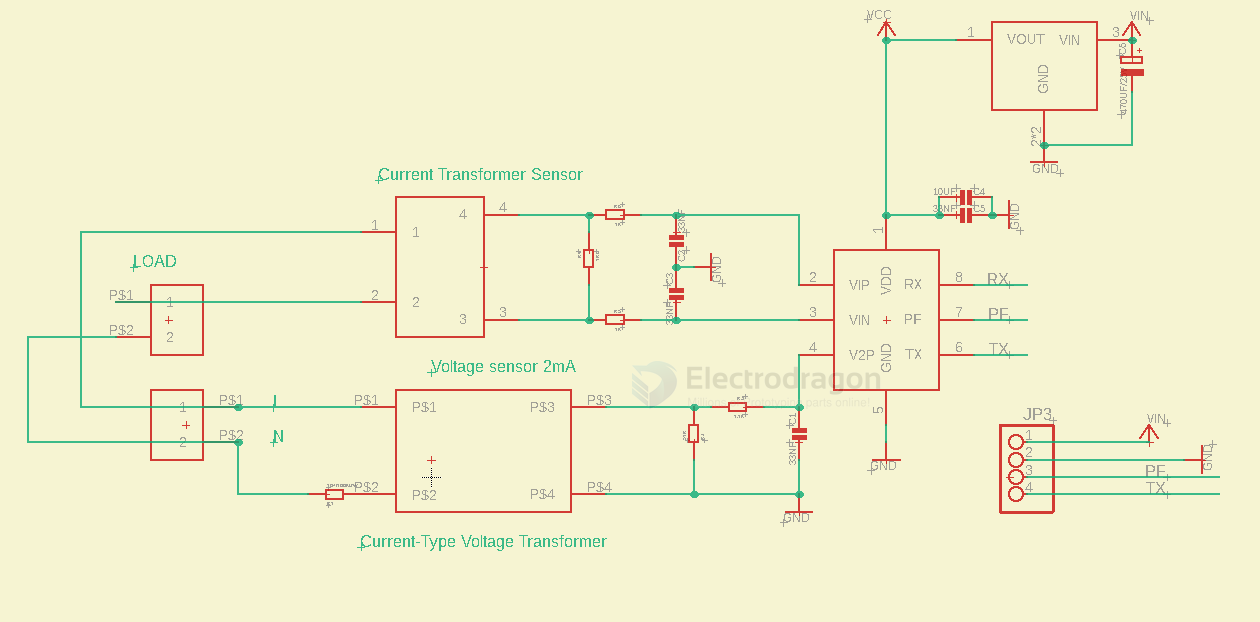 VCC
VIN
1
VOUT VIN
3
C6
GND
470UF/25V
2*2
GND
Current Transformer Sensor
4
4
1
1
10UF
C4
33NF
C5
GND
33NF
C2
GND
1
LOAD
P$1
1
2
2
P$2
2
3
3
C3
33NF
2
VIP
VDD
RX
8
RX
3
VIN
PF
7
PF
4
V2P
GND
TX
6
TX
Voltage sensor 2mA
Electrodragon
1
P$1
P$1
P$1
P$3
P$3
2
P$2
N
C1
33NF
5
GND
P$2
P$2
P$4
P$4
GND
JP3
VIN
1
2
GND
3
PF
4
TX
Current-Type Voltage Transformer